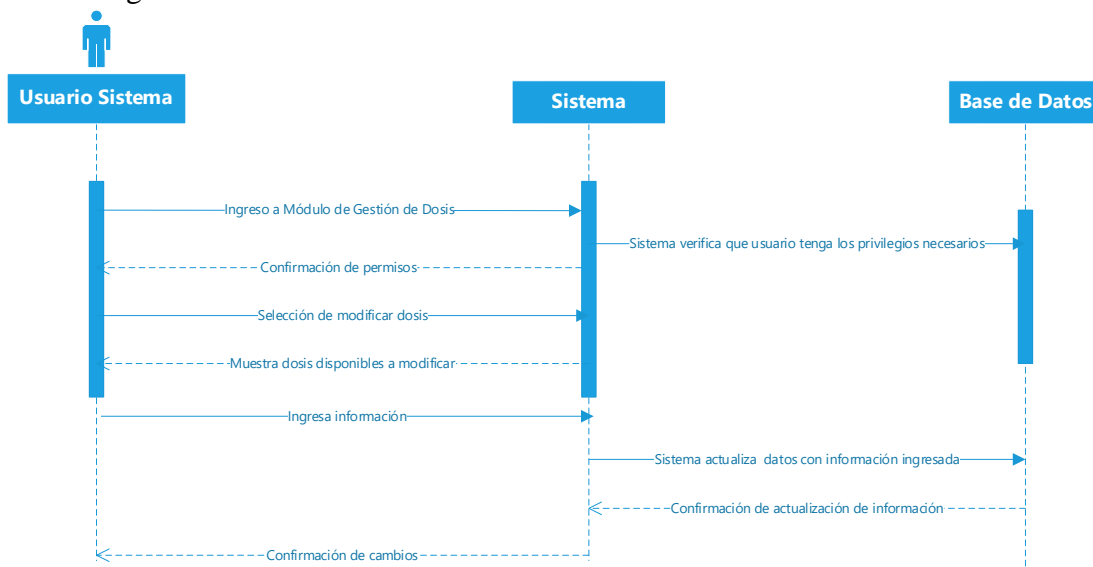 Usuario Sistema
Sistema
Base de Datos
Ingreso a Módulo de Gestión de Dosis
Sistema verifica que usuario tenga los privilegios necesarios
Confirmación de permisos
Selección de modificar dosis
Muestra dosis disponibles a modificar
Ingresa información
Sistema actualiza datos con información ingresada
Confirmación de actualización de información
Confirmación de cambios